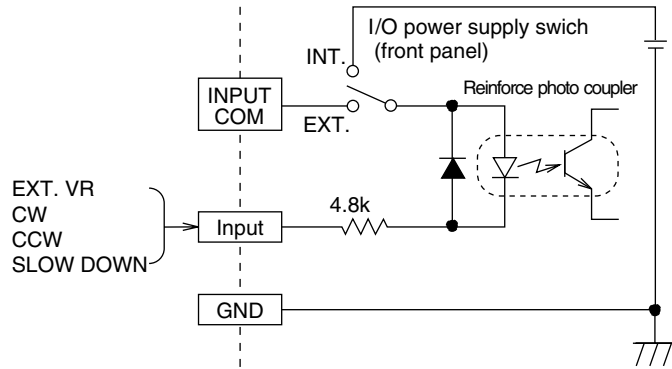 I/O power supply swich
(front panel)
INT.
Reinforce photo coupler
INPUT
COM
EXT.
EXT. VR
CW
CCW
SLOW DOWN
Input
4.8k
GND